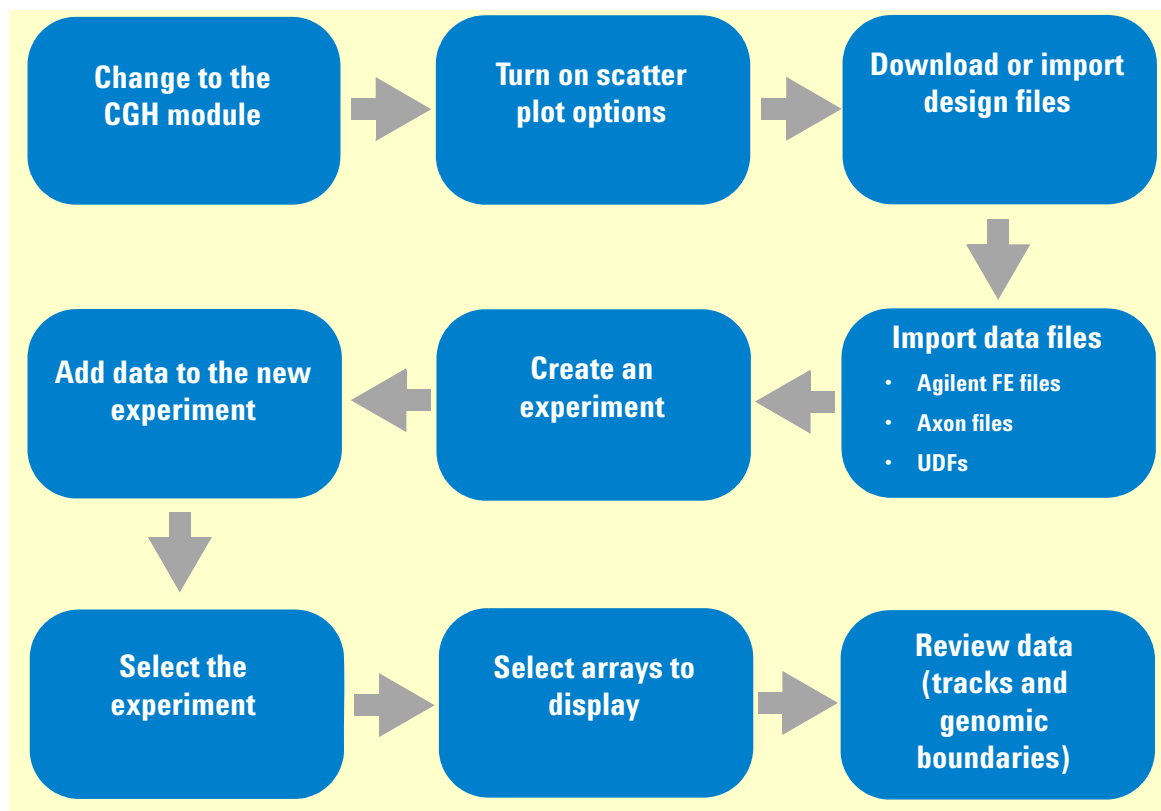 Change to the
CGH module
Turn on scatter
plot options
Download or import
design files
Import data files
• Agilent FE files
• Axon files
• UDFs
Create an
experiment
Add data to the new
experiment
Select the
experiment
Select arrays to
display
Review data
(tracks and
genomic
boundaries)